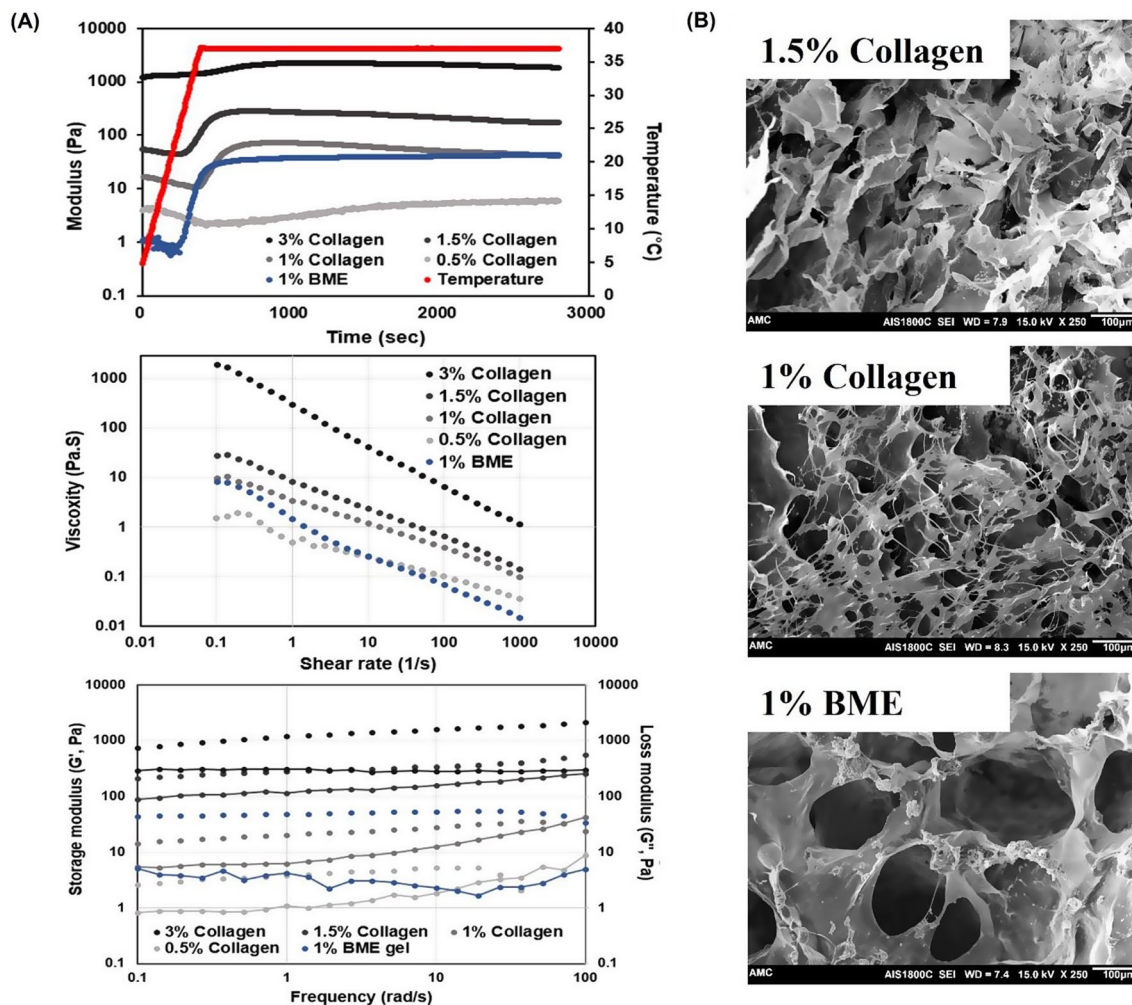 (A)
10000
1000
100
10
1
0.1
Modulus (Pa)
40
35
30
25
20
15
10
5
0
Temperature (°C)
3% Collagen
1.5% Collagen
1% Collagen
0.5% Collagen
1% BME
Temperature
0
1000
2000
3000
Time (sec)
1000
100
10
1
0.1
0.01
Viscoxity (Pa.S)
3% Collagen
1.5% Collagen
1% Collagen
0.5% Collagen
1% BME
0.01
0.1
1
10
100
1000
10000
Shear rate (1/s)
10000
1000
100
10
1
0.1
Storage modulus (G', Pa)
10000
1000
100
10
1
0.1
Loss modulus (G", Pa)
3% Collagen
1.5% Collagen
1% Collagen
0.5% Collagen
1% BME gel
0.1
1
10
100
Frequency (rad/s)
(B)
1.5% Collagen
AMC AIS1800C SEI WD = 7.9 15.0 kV X 250 100µm
1% Collagen
AMC AIS1800C SEI WD = 8.3 15.0 kV X 250 100µm
1% BME
AMC AIS1800C SEI WD = 7.4 15.0 kV X 250 100µm